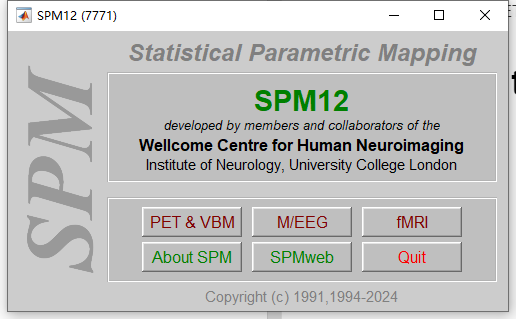 SPM12 (7771)
Statistical Parametric Mapping
SPM
SPM12
developed by members and collaborators of the
Wellcome Centre for Human Neuroimaging
Institute of Neurology, University College London
PET & VBM M/EEG fMRI
About SPM SPMweb Quit
Copyright (c) 1991,1994-2024